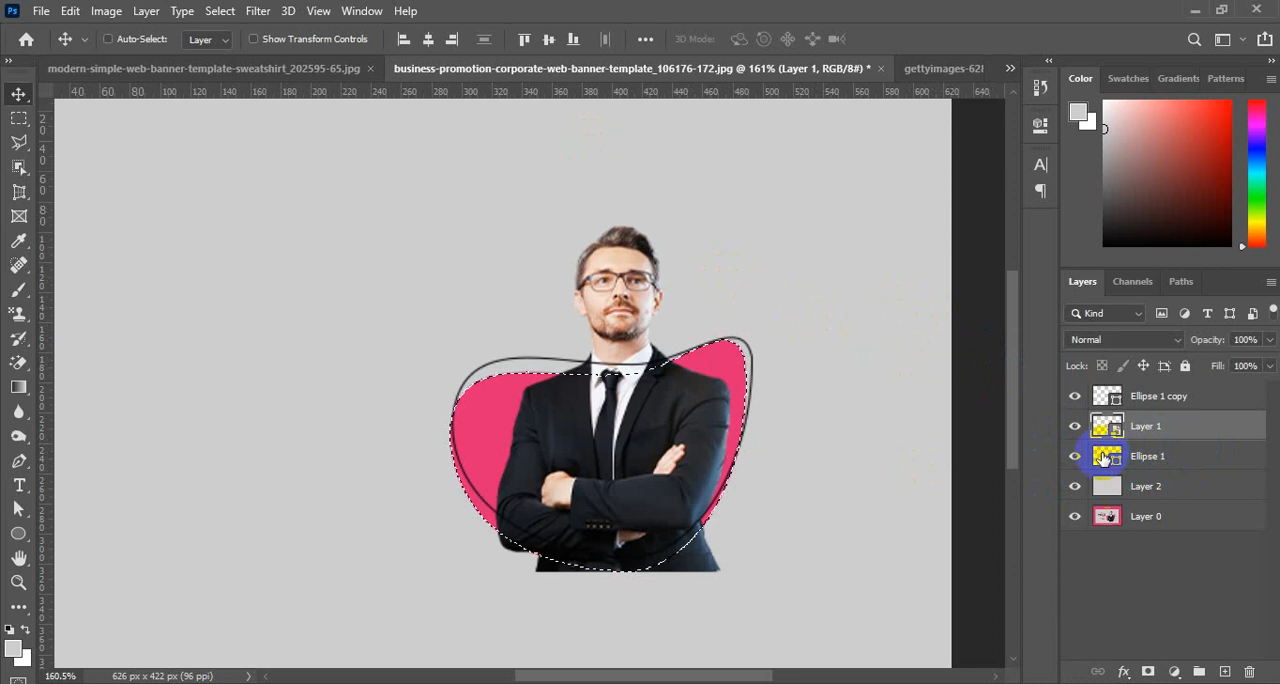 Ps File Edit Image Layer Type Select Filter 3D View Window Help
Auto-Select: Layer Show Transform Controls 3D Mode:
modern-simple-web-banner-template-sweatshirt_202595-65.jpg × business-promotion-corporate-web-banner-template_106176-172.jpg @ 161% (Layer 1, RGB/8#) * × gettyimages-628
40 60 80 100 120 140 160 180 200 220 240 260 280 300 320 340 360 380 400 420 440 460 480 500 520 540 560 580 600 620 640
Color Swatches Gradients Patterns
Layers Channels Paths
Kind
Normal Opacity: 100%
Lock: Fill: 100%
Ellipse 1 copy
Layer 1
Ellipse 1
Layer 2
Layer 0
160.5% 626 px x 422 px (96 ppi)